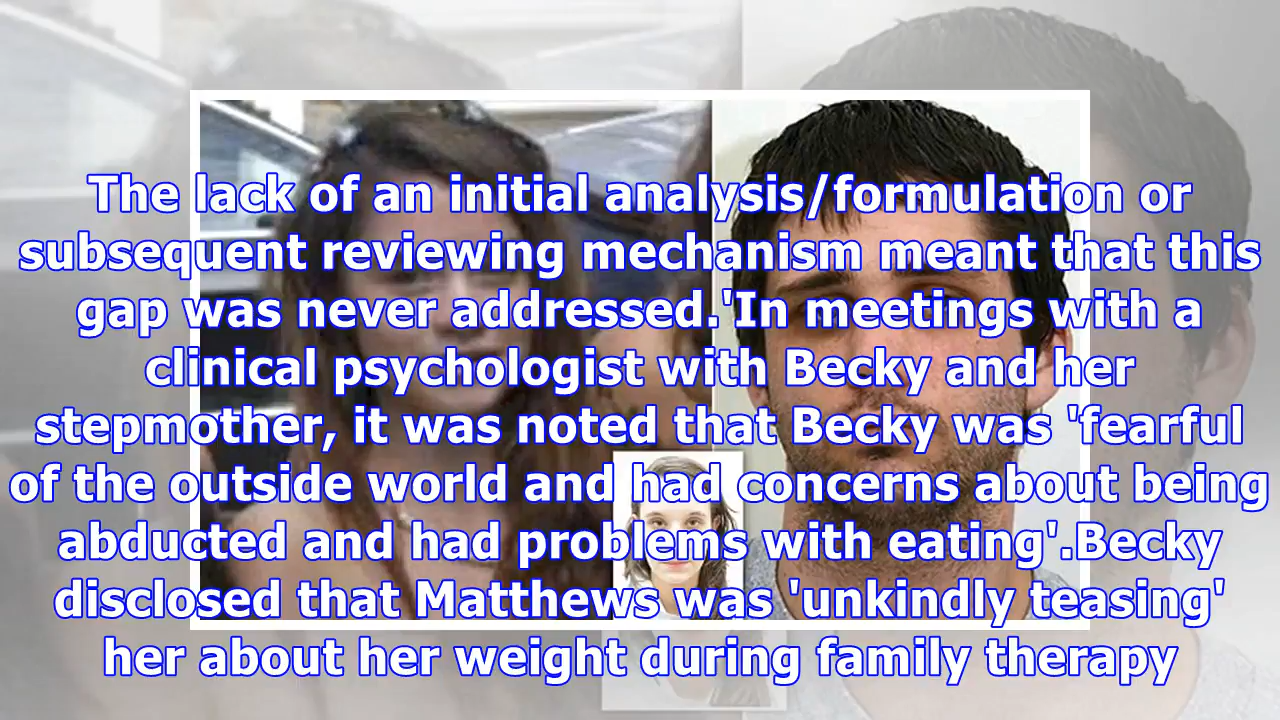 The lack of an initial analysis/formulation or
subsequent reviewing mechanism meant that this
gap was never addressed.'In meetings with a
clinical psychologist with Becky and her
stepmother, it was noted that Becky was 'fearful
of the outside world and had concerns about being
abducted and had problems with eating'.Becky
disclosed that Matthews was 'unkindly teasing'
her about her weight during family therapy